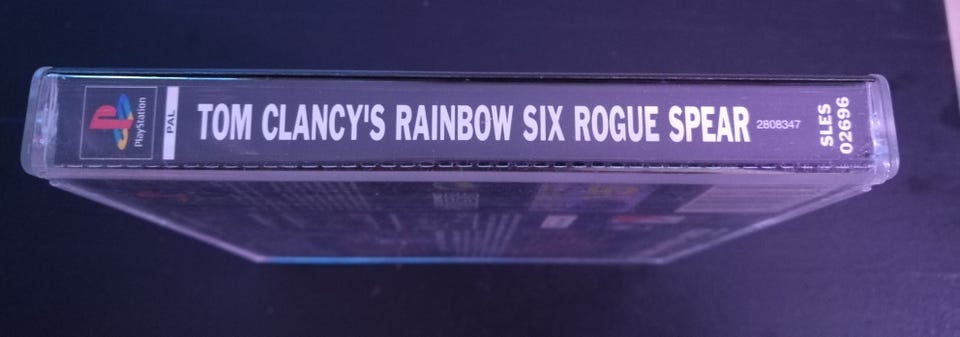 PlayStation
PAL
TOM CLANCY'S RAINBOW SIX ROGUE SPEAR
2808347
SLES
02696